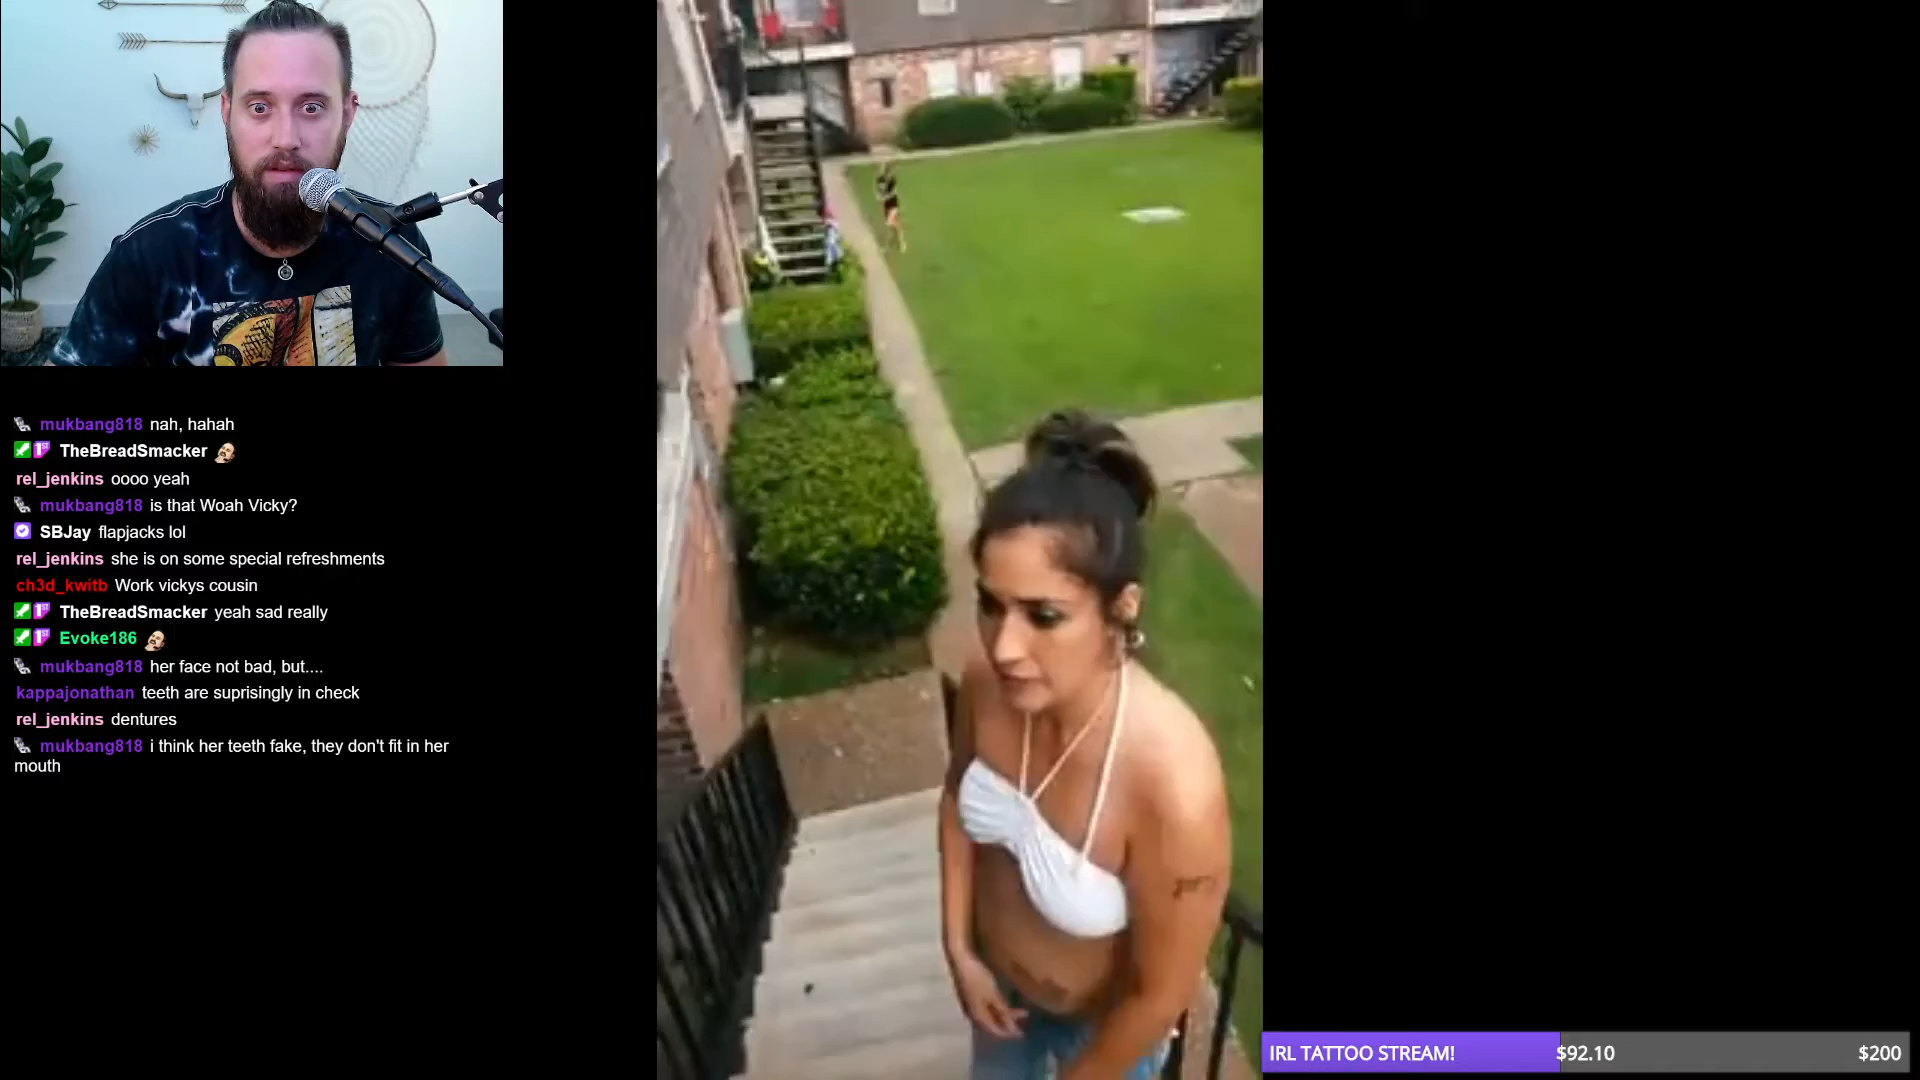 mukbang818 nah, hahah
TheBreadSmacker
rel_jenkins oooo yeah
mukbang818 is that Woah Vicky?
SBJay flapjacks lol
rel_jenkins she is on some special refreshments
ch3d_kwitb Work vickys cousin
TheBreadSmacker yeah sad really
Evoke186
mukbang818 her face not bad, but....
kappajonathan teeth are suprisingly in check
rel_jenkins dentures
mukbang818 i think her teeth fake, they don't fit in her
mouth
IRL TATTOO STREAM! $92.10 $200